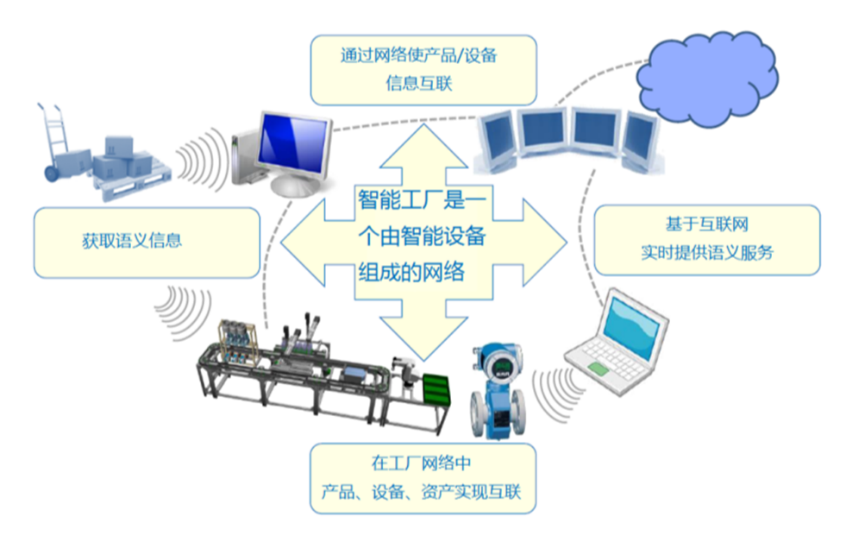 通过网络使产品/设备
信息互联
智能工厂是一
个由智能设备
组成的网络
获取语义信息
基于互联网
实时提供语义服务
在工厂网络中
产品、设备、资产实现互联